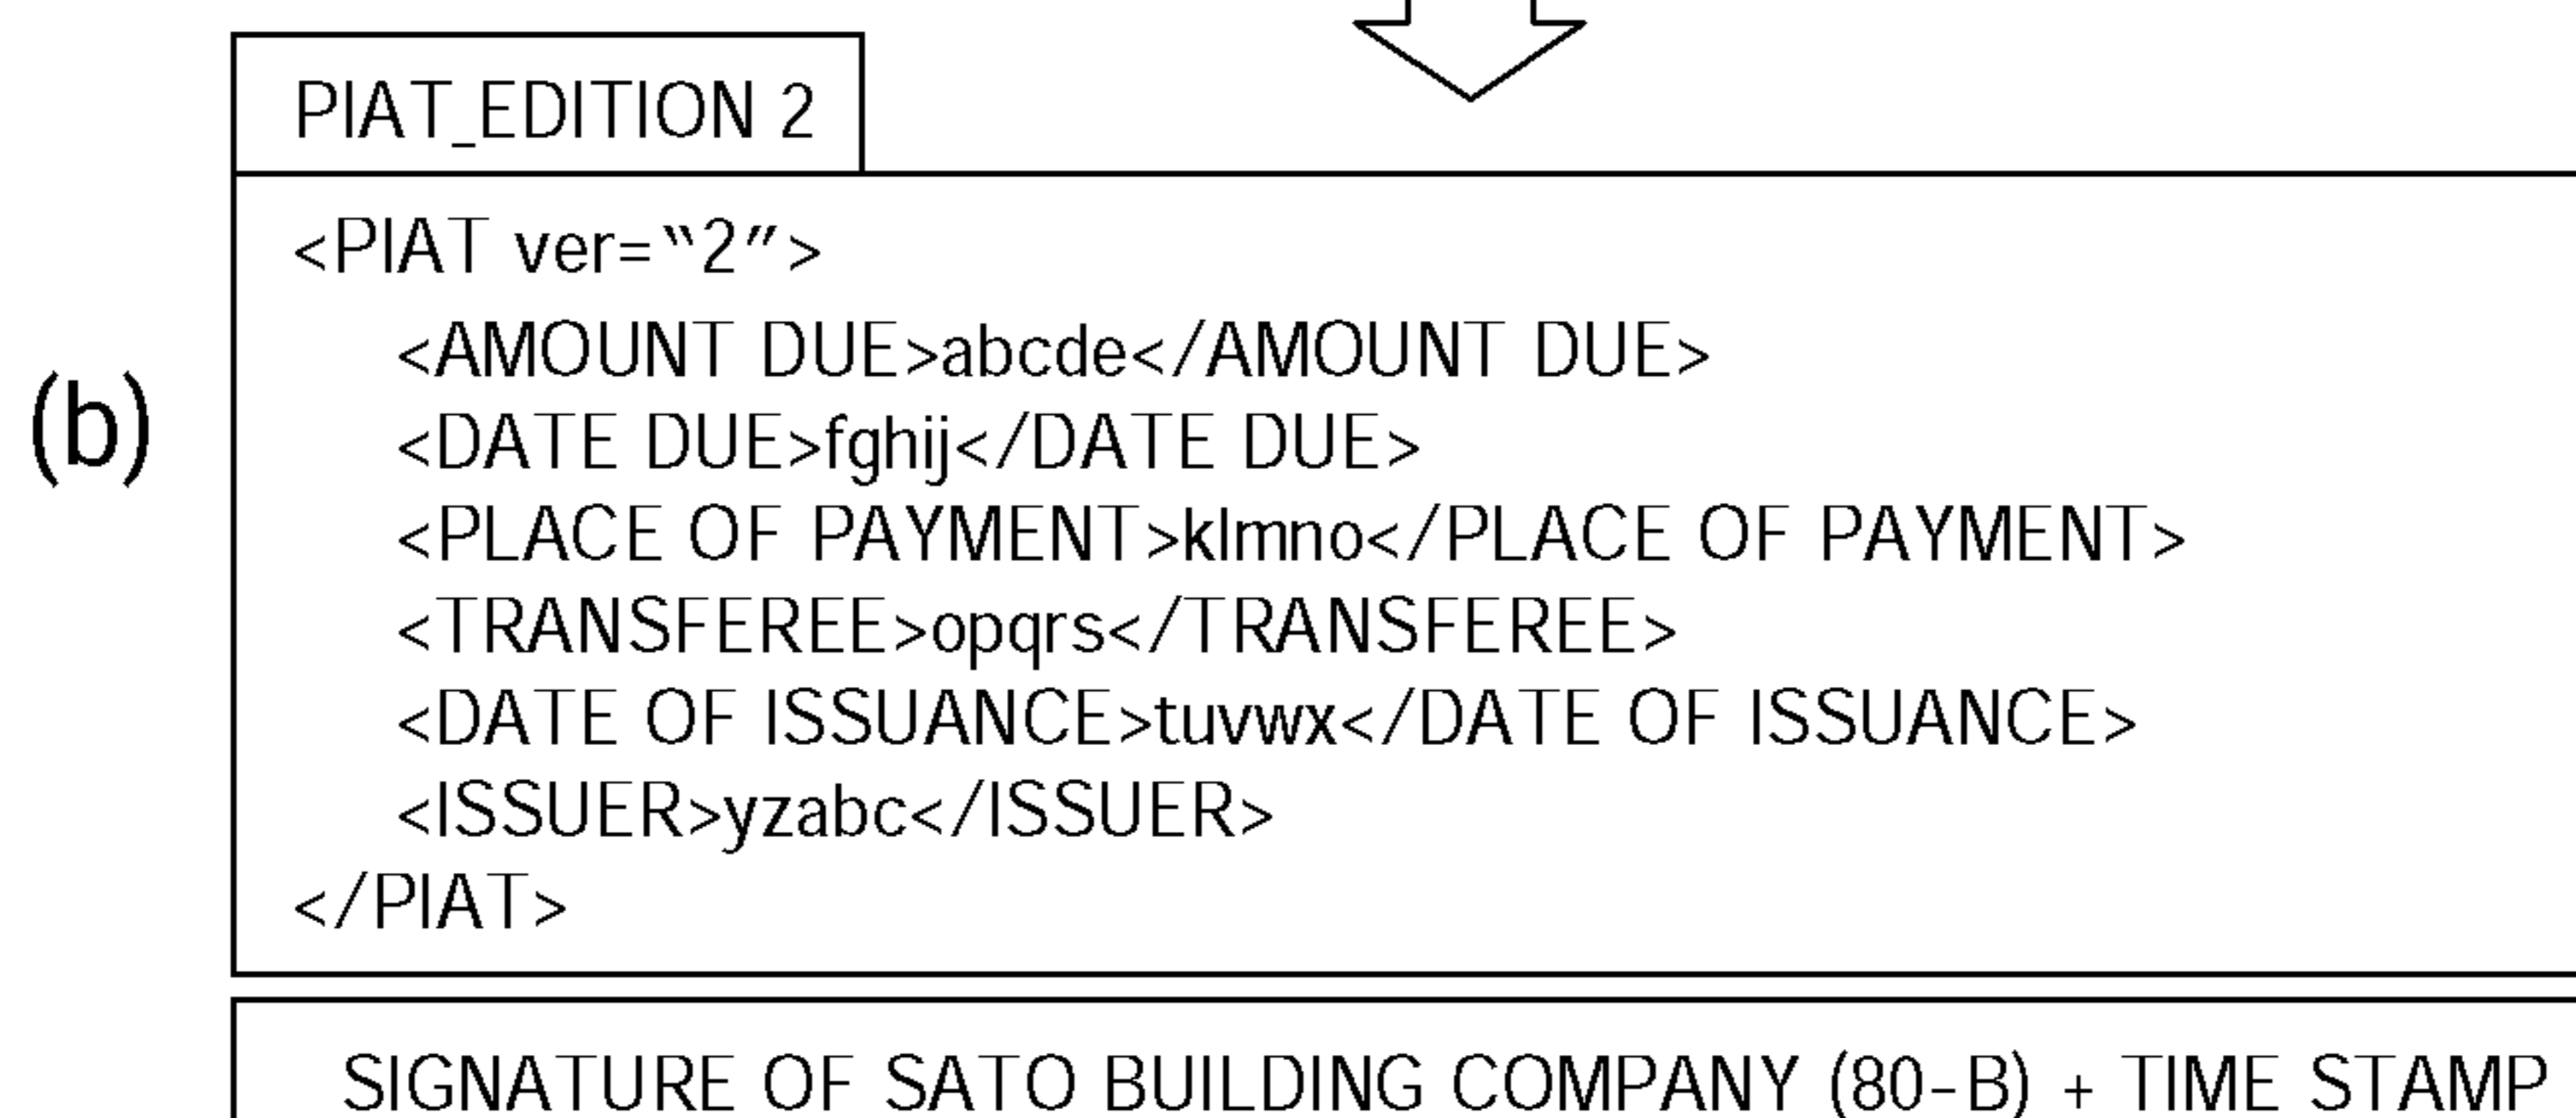 PIAT_EDITION 2
<PIAT ver=“2”>
<AMOUNT DUE>abcde</AMOUNT DUE>
<DATE DUE>fghij</DATE DUE>
(b)
<PLACE OF PAYMENT>klmno</PLACE OF PAYMENT>
<TRANSFEREE>opqrs</TRANSFEREE>
<DATE OF ISSUANCE>tuvwx</DATE OF ISSUANCE>
<ISSUER>yzabc</ISSUER>
</PIAT>
SIGNATURE OF SATO BUILDING COMPANY (80-B) + TIME STAMP